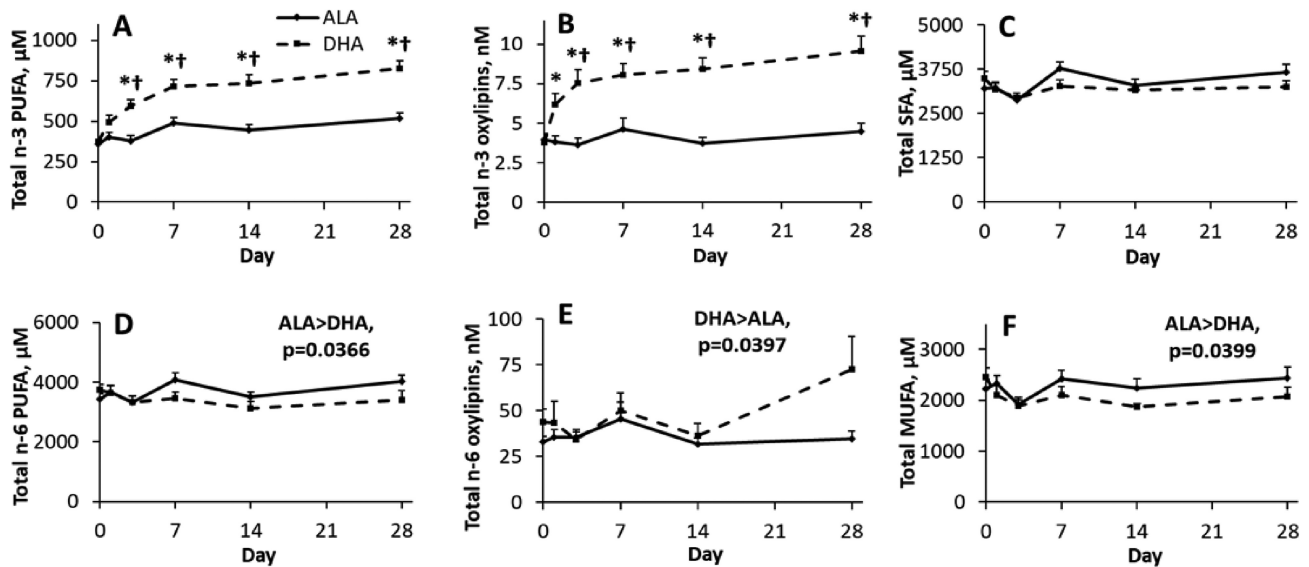 A
ALA
DHA
Total n-3 PUFA, µM
1000
750
500
250
0
*†
*†
*†
*†
0 7 14 21 28
Day
B
Total n-3 oxylipins, nM
10
7.5
5
2.5
0
*
*†
*†
*†
*†
0 7 14 21 28
Day
C
Total SFA, µM
5000
3750
2500
1250
0
0 7 14 21 28
Day
D
ALA>DHA,
p=0.0366
Total n-6 PUFA, µM
6000
4000
2000
0
0 7 14 21 28
Day
E
DHA>ALA,
p=0.0397
Total n-6 oxylipins, nM
100
75
50
25
0
0 7 14 21 28
Day
F
ALA>DHA,
p=0.0399
Total MUFA, µM
3000
2000
1000
0
0 7 14 21 28
Day